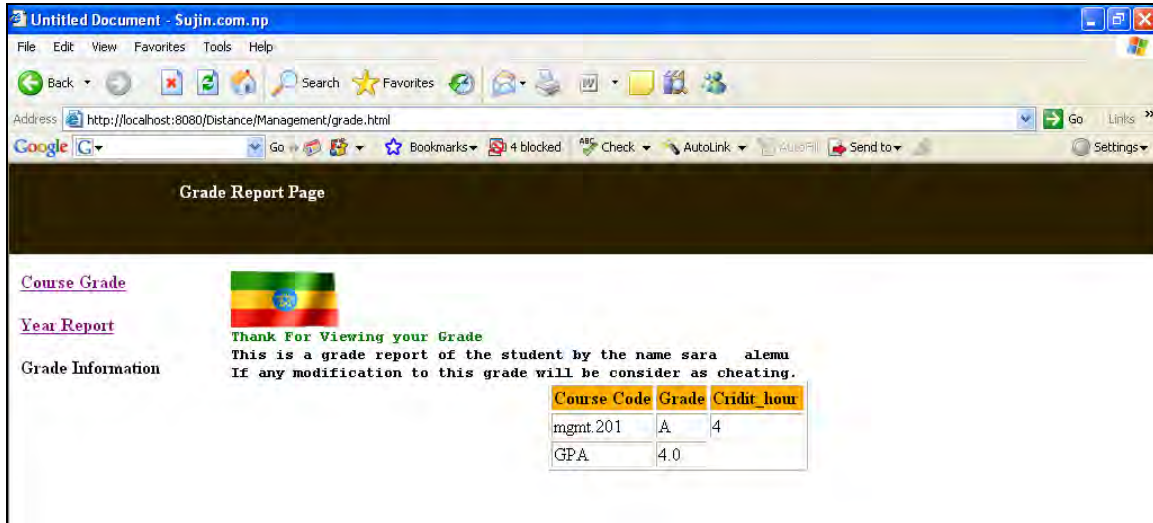 Untitled Document - Sujin.com.np
File Edit View Favorites Tools Help
Back Search Favorites
Address http://localhost:8080/Distance/Management/grade.html Go Links »
Google G Go Bookmarks 4 blocked ABC Check AutoLink AutoFill Send to Settings
Grade Report Page
Course Grade
Year Report
Grade Information
Thank For Viewing your Grade
This is a grade report of the student by the name sara alemu
If any modification to this grade will be consider as cheating.
Course Code Grade Cridit_hour
mgmt.201 A 4
GPA 4.0